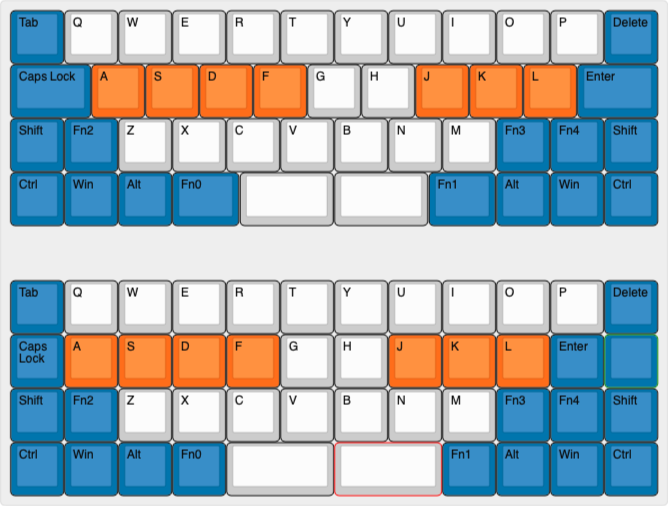 Tab Q W E R T Y U I O P Delete
Caps Lock A S D F G H J K L Enter
Shift Fn2 Z X C V B N M Fn3 Fn4 Shift
Ctrl Win Alt Fn0 Fn1 Alt Win Ctrl
Tab Q W E R T Y U I O P Delete
Caps Lock A S D F G H J K L Enter
Shift Fn2 Z X C V B N M Fn3 Fn4 Shift
Ctrl Win Alt Fn0 Fn1 Alt Win Ctrl